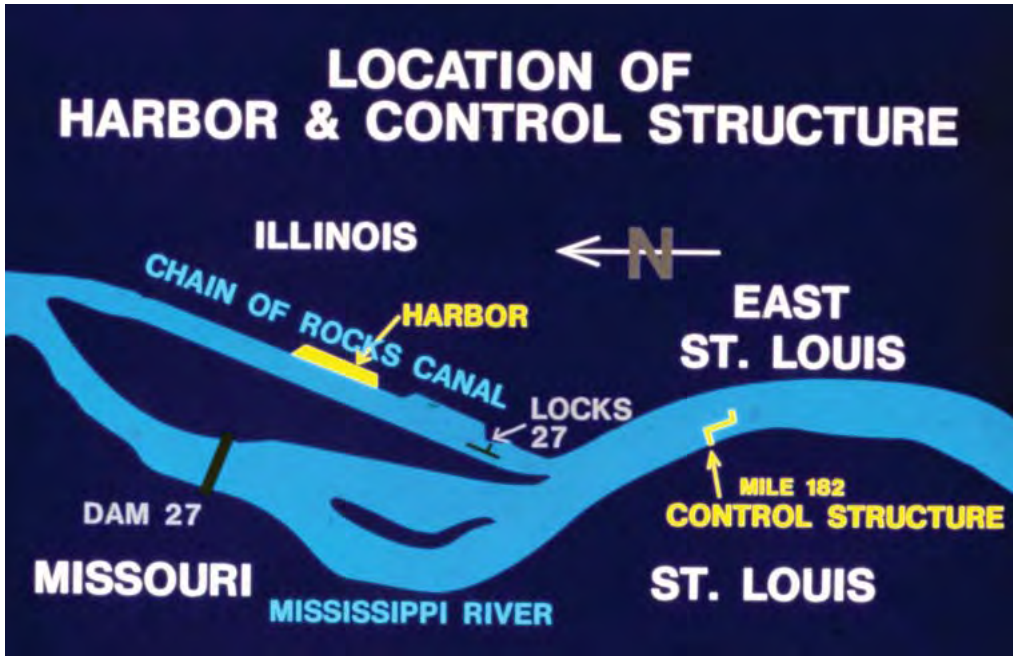 LOCATION OF
HARBOR & CONTROL STRUCTURE
ILLINOIS
N
CHAIN OF ROCKS CANAL
HARBOR
EAST
ST. LOUIS
LOCKS
27
MILE 182
CONTROL STRUCTURE
DAM 27
MISSOURI
ST. LOUIS
MISSISSIPPI RIVER